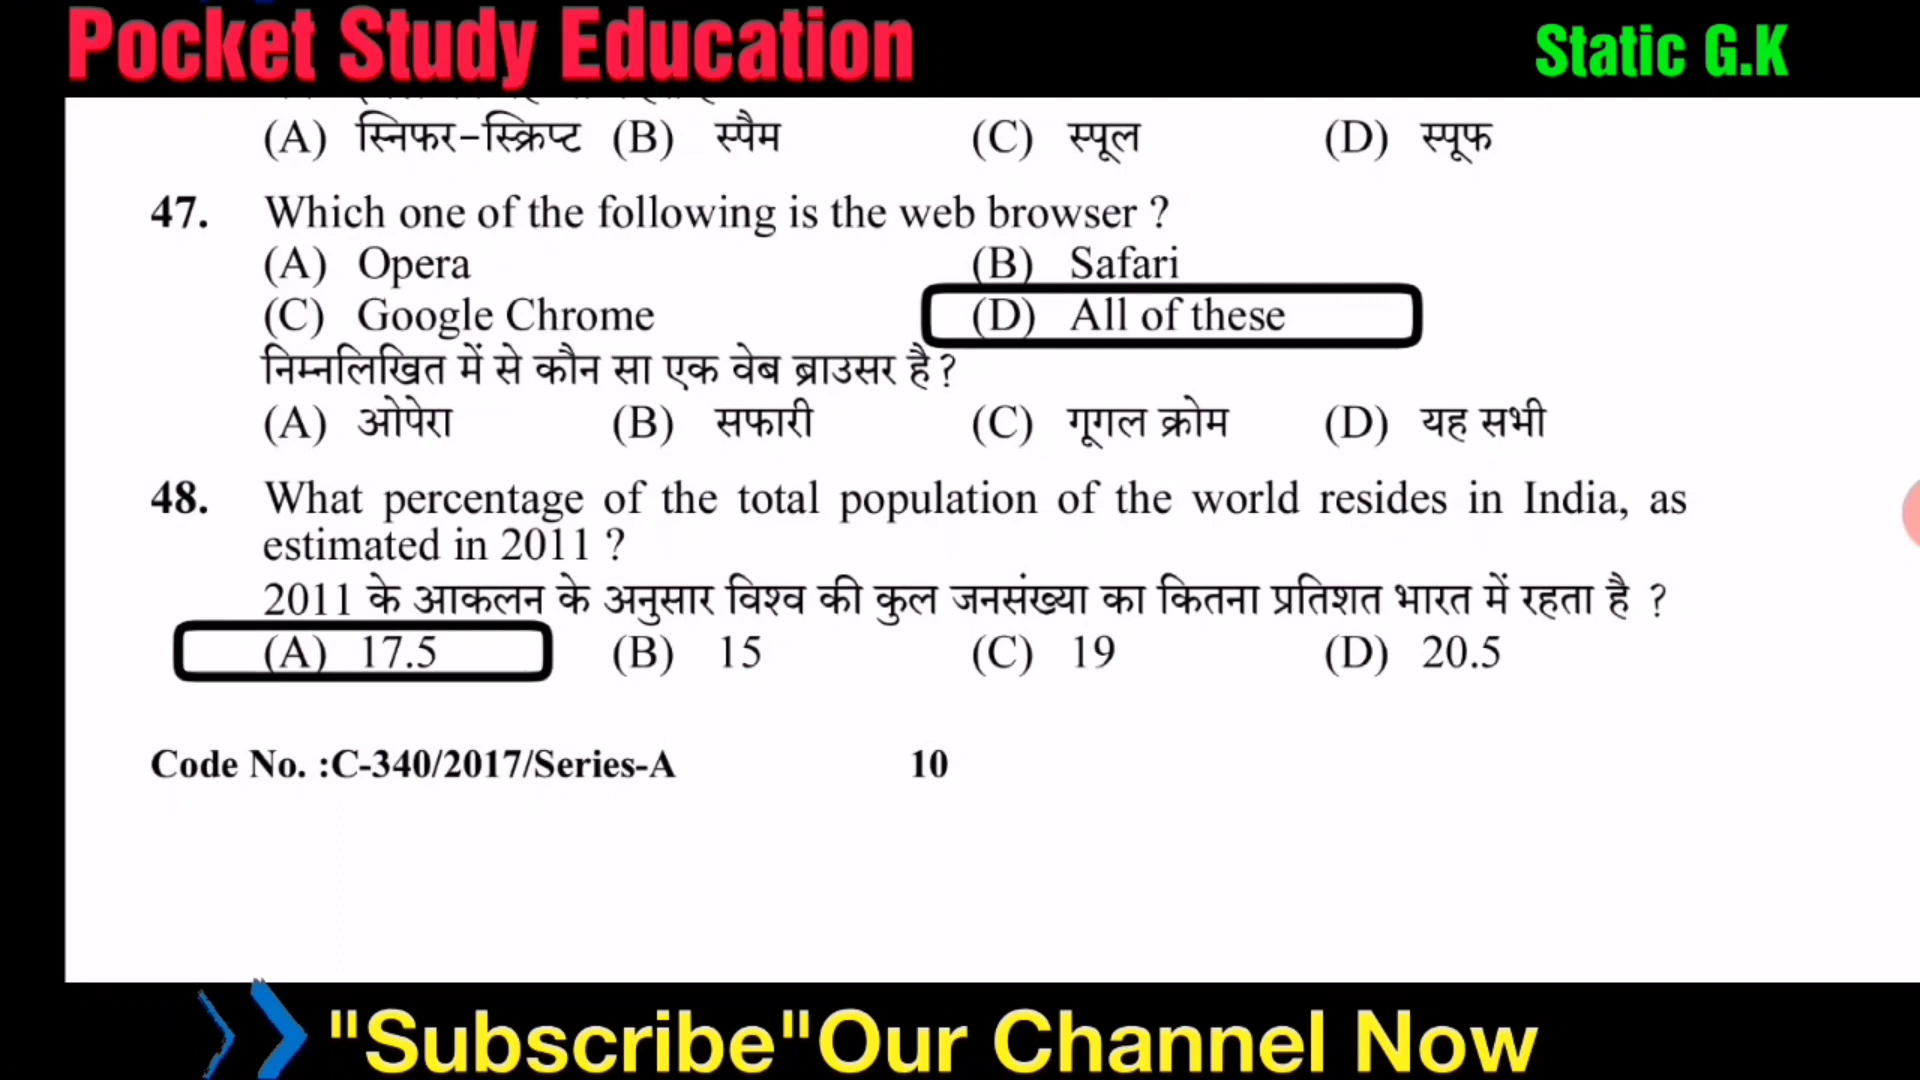 Pocket Study Education
Static G.K
(A) स्निफर-स्क्रिप्ट (B) स्पैम (C) स्पूल (D) स्पूफ
47. Which one of the following is the web browser ?
(A) Opera (B) Safari
(C) Google Chrome (D) All of these
निम्नलिखित में से कौन सा एक वेब ब्राउसर है ?
(A) ओपेरा (B) सफारी (C) गूगल क्रोम (D) यह सभी
48. What percentage of the total population of the world resides in India, as
estimated in 2011 ?
2011 के आकलन के अनुसार विश्व की कुल जनसंख्या का कितना प्रतिशत भारत में रहता है ?
(A) 17.5 (B) 15 (C) 19 (D) 20.5
Code No. :C-340/2017/Series-A 10
"Subscribe"Our Channel Now